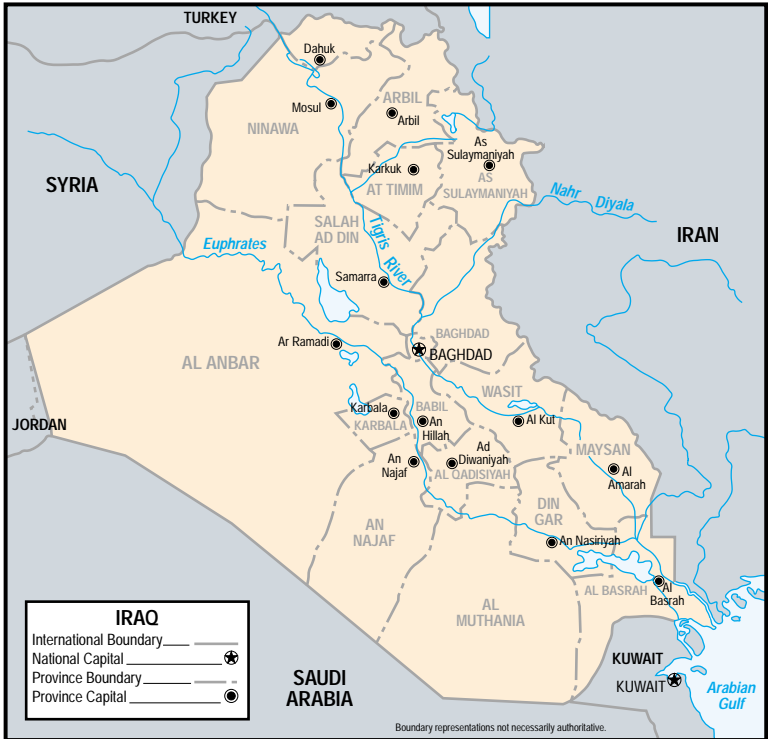 TURKEY
Dahuk
Mosul
ARBIL
Arbil
NINAWA
As
Sulaymaniyah
Karkuk
AT TIMIM
AS
SULAYMANIYAH
SYRIA
Nahr Diyala
SALAH
AD DIN
Tigris
River
Euphrates
IRAN
Samarra
BAGHDAD
BAGHDAD
Ar Ramadi
AL ANBAR
WASIT
Karbala
KARBALA
BABIL
An
Hillah
Al Kut
JORDAN
MAYSAN
An
Najaf
Ad
Diwaniyah
AL QADISIYAH
Al
Amarah
DIN
GAR
AN
NAJAF
An Nasiriyah
AL BASRAH
Al
Basrah
AL
MUTHANIA
IRAQ
International Boundary
National Capital
Province Boundary
Province Capital
SAUDI
ARABIA
KUWAIT
KUWAIT
Arabian
Gulf
Boundary representations not necessarily authoritative.